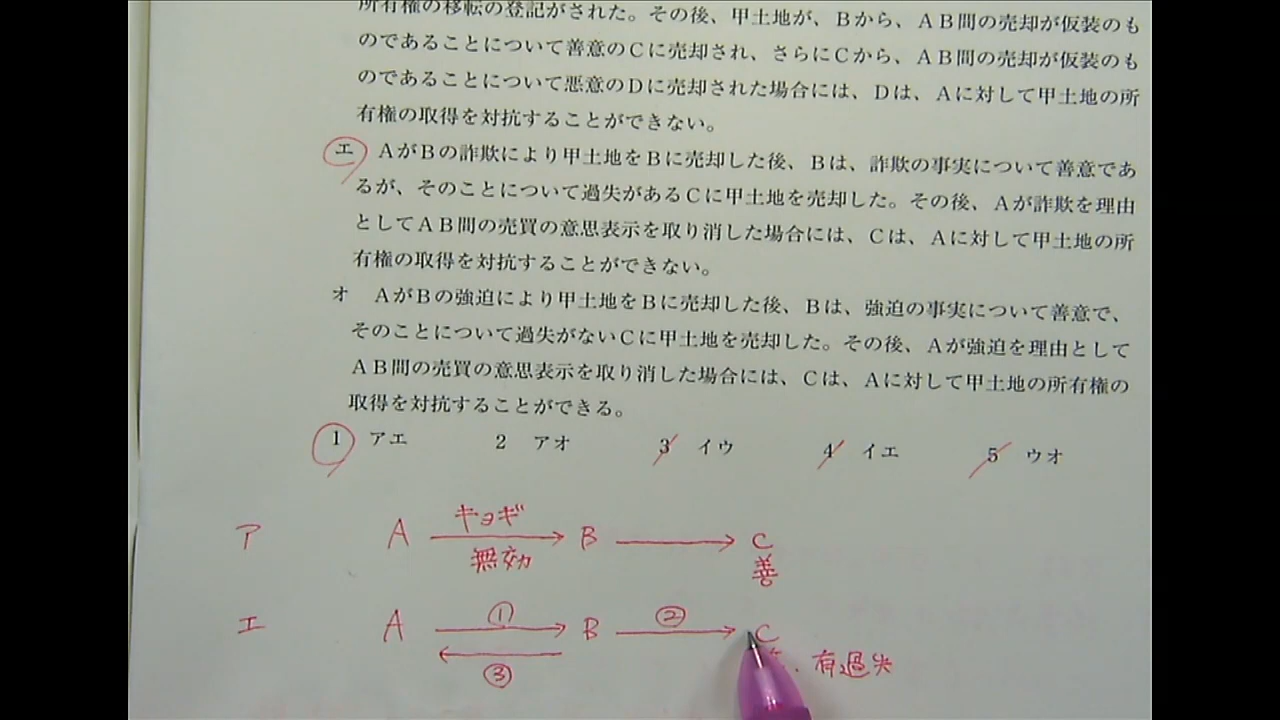 所有権の移転の登記がされた。その後、甲土地が、Bから、AB間の売却が仮装のも
のであることについて善意のCに売却され、さらにCから、AB間の売却が仮装のも
のであることについて悪意のDに売却された場合には、Dは、Aに対して甲土地の所
有権の取得を対抗することができない。
エ AがBの詐欺により甲土地をBに売却した後、Bは、詐欺の事実について善意であ
るが、そのことについて過失があるCに甲土地を売却した。その後、Aが詐欺を理由
としてAB間の売買の意思表示を取り消した場合には、Cは、Aに対して甲土地の所
有権の取得を対抗することができない。
オ AがBの強迫により甲土地をBに売却した後、Bは、強迫の事実について善意で、
そのことについて過失がないCに甲土地を売却した。その後、Aが強迫を理由として
AB間の売買の意思表示を取り消した場合には、Cは、Aに対して甲土地の所有権の
取得を対抗することができる。
1 アエ 2 アオ 3 イウ 4 イエ 5 ウオ
キョギ
ア A B C
無効 善
① ②
エ A B C
③ 有過失